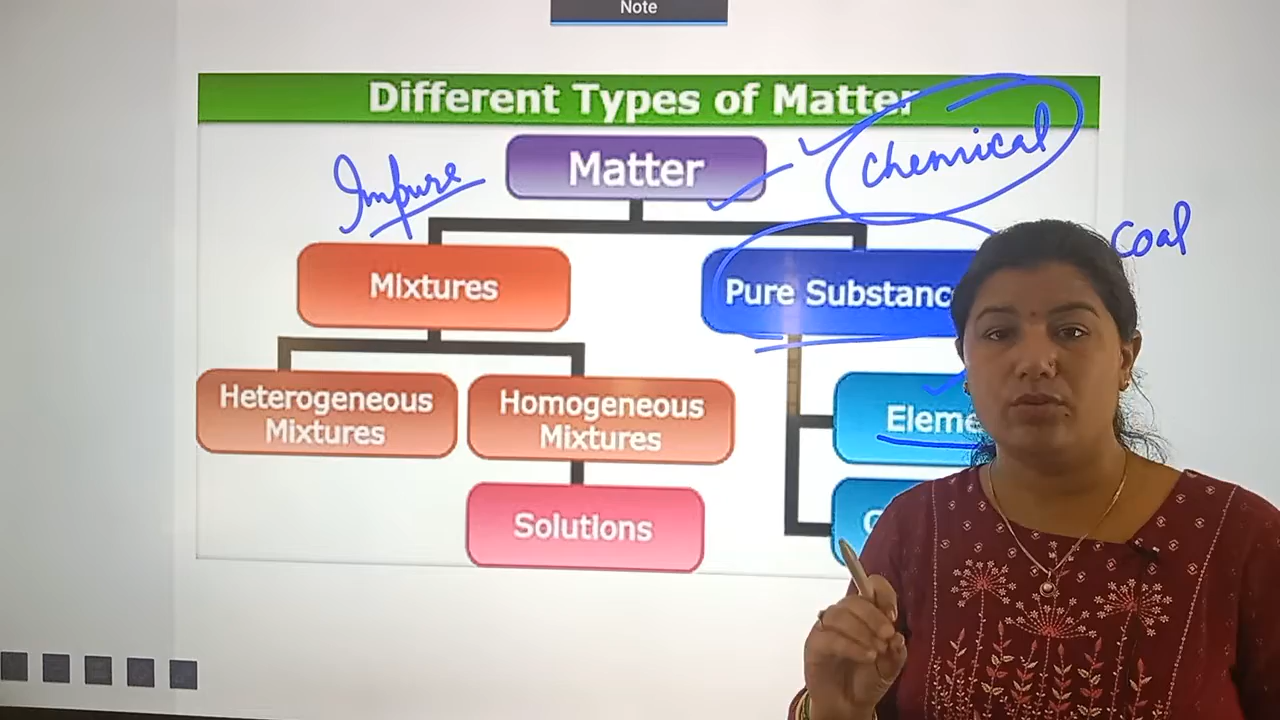 Note
Different Types of Matter
Chemical
Impure
Matter
coal
Mixtures
Pure Substanc
Heterogeneous
Mixtures
Homogeneous
Mixtures
Eleme
Solutions
C